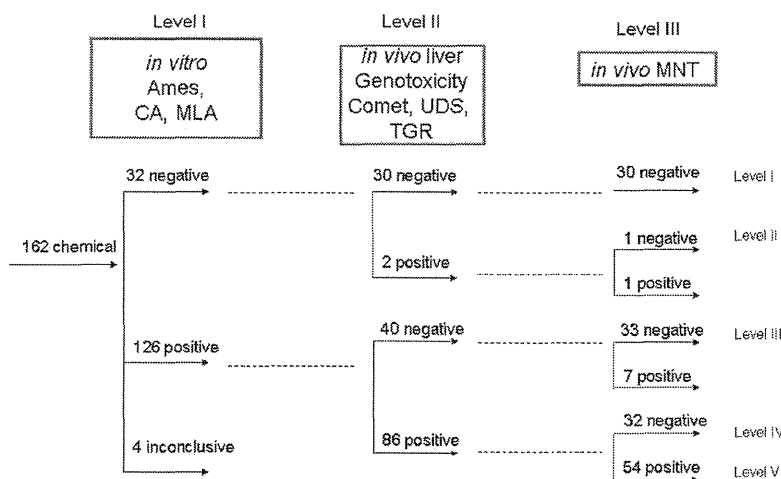 Level I
Level II
Level III
in vitro
Ames,
CA, MLA
in vivo liver
Genotoxicity
Comet, UDS,
TGR
in vivo MNT
32 negative
30 negative
30 negative
Level I
162 chemical
2 positive
1 negative
Level II
1 positive
126 positive
40 negative
33 negative
Level III
7 positive
4 inconclusive
86 positive
32 negative
Level IV
54 positive
Level V